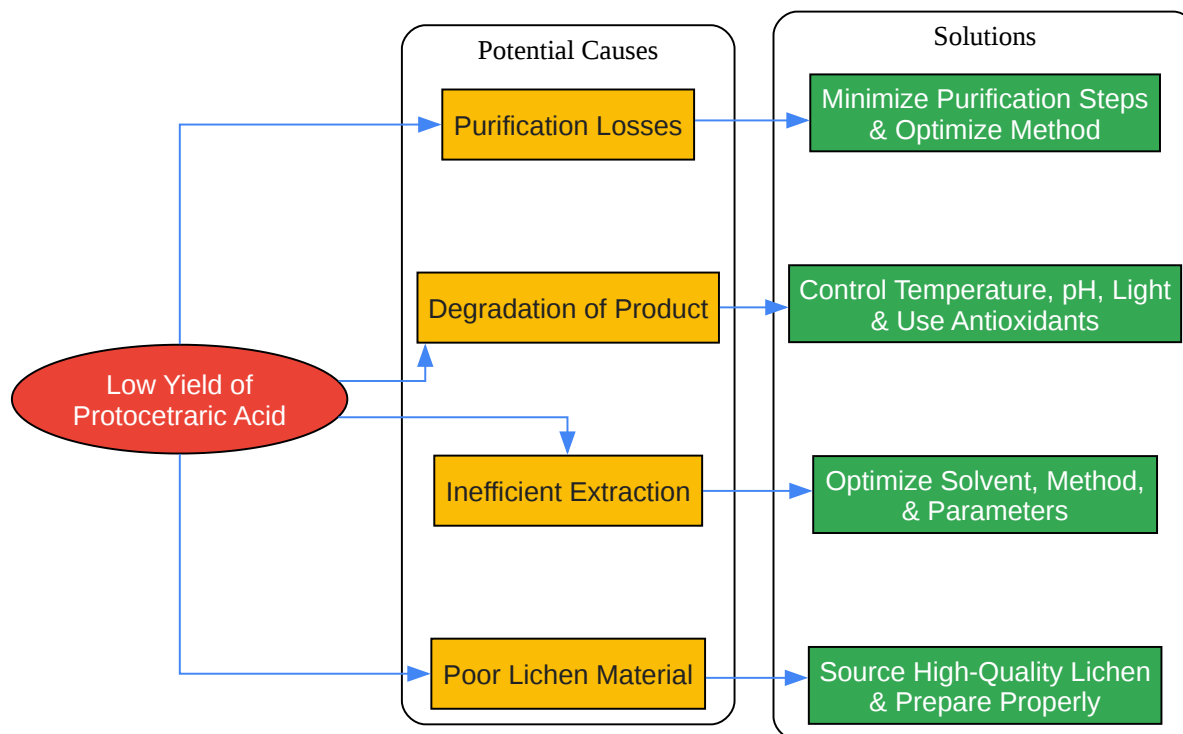 Potential Causes
Solutions
Purification Losses
Minimize Purification Steps
& Optimize Method
Degradation of Product
Control Temperature, pH, Light
& Use Antioxidants
Low Yield of
Protocetraric Acid
Inefficient Extraction
Optimize Solvent, Method,
& Parameters
Poor Lichen Material
Source High-Quality Lichen
& Prepare Properly